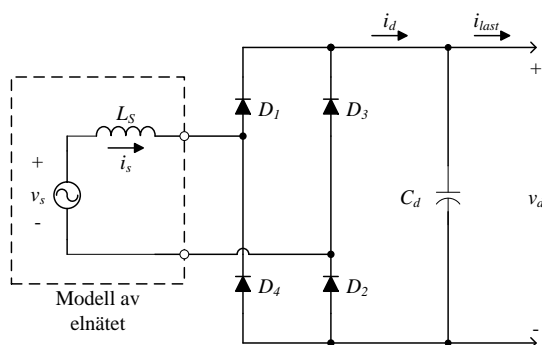 i_d
i_last
+
L_S
D_1
D_3
i_s
+
v_s
-
C_d
v_d
D_4
D_2
Modell av
elnätet
-